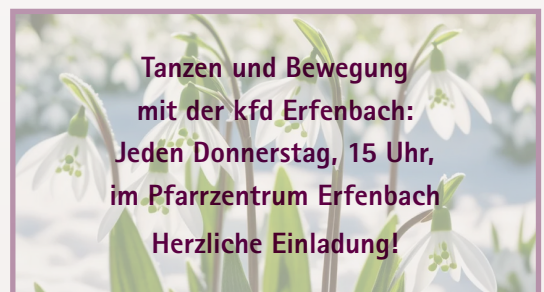 Tanzen und Bewegung
mit der kfd Erfenbach:
Jeden Donnerstag, 15 Uhr,
im Pfarrzentrum Erfenbach
Herzliche Einladung!